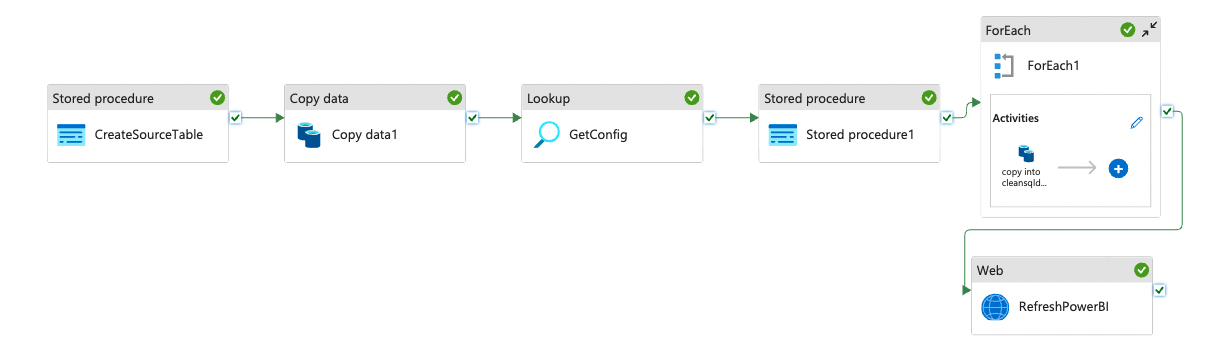 Stored procedure
CreateSourceTable
Copy data
Copy data1
Lookup
GetConfig
Stored procedure
Stored procedure1
ForEach
ForEach1
Activities
copy into
cleansqld...
Web
RefreshPowerBI